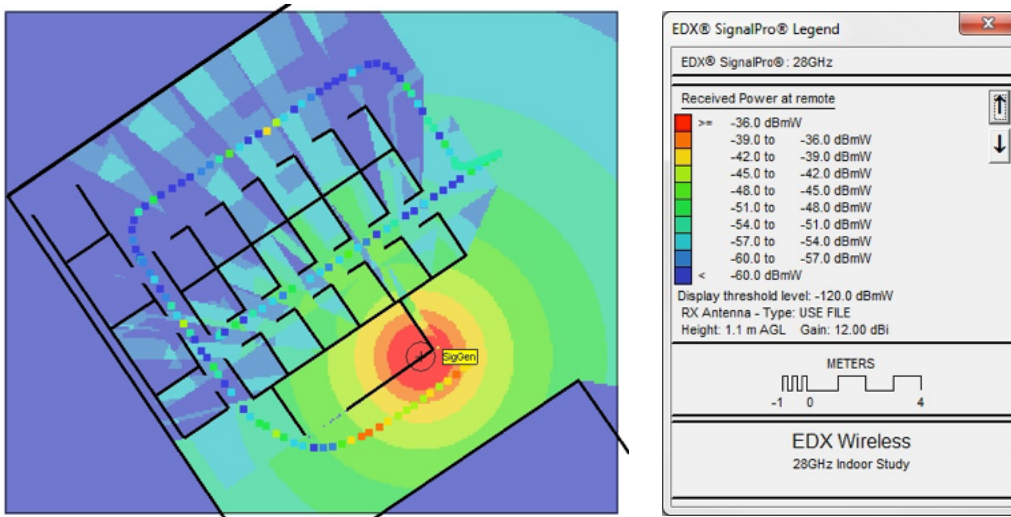 SigGen
EDX® SignalPro® Legend
EDX® SignalPro® : 28GHz
Received Power at remote
>= -36.0 dBmW
-39.0 to -36.0 dBmW
-42.0 to -39.0 dBmW
-45.0 to -42.0 dBmW
-48.0 to -45.0 dBmW
-51.0 to -48.0 dBmW
-54.0 to -51.0 dBmW
-57.0 to -54.0 dBmW
-60.0 to -57.0 dBmW
< -60.0 dBmW
Display threshold level: -120.0 dBmW
RX Antenna - Type: USE FILE
Height: 1.1 m AGL Gain: 12.00 dBi
METERS
-1 0 4
EDX Wireless
28GHz Indoor Study